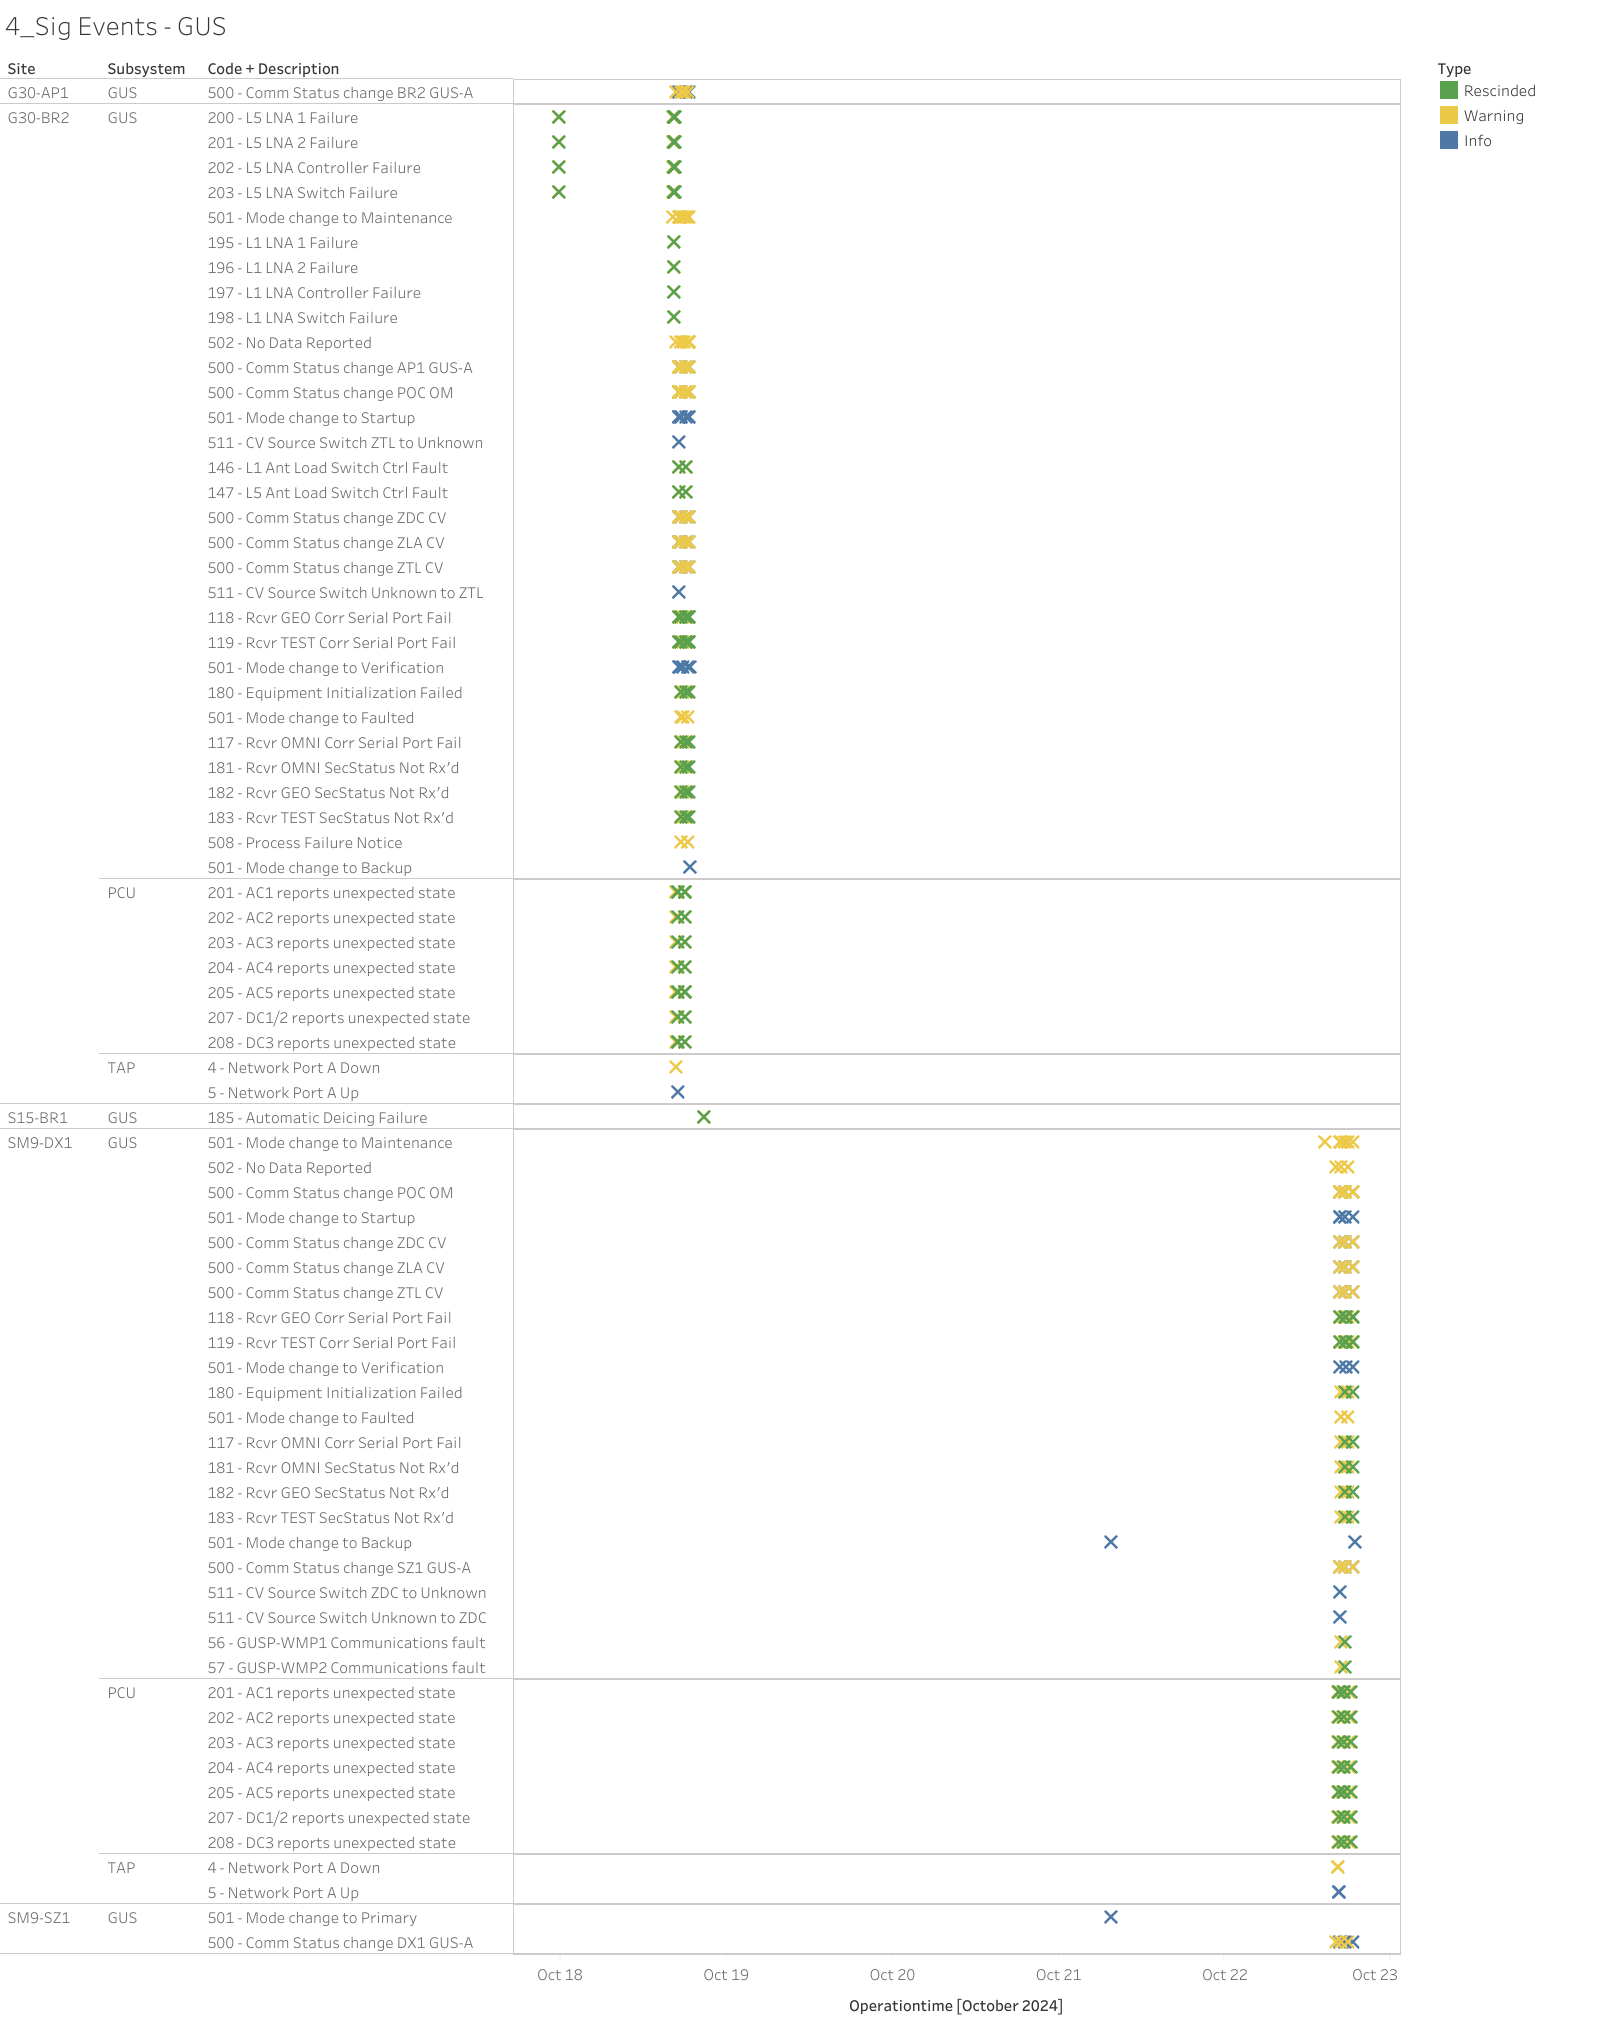 4_Sig Events - GUS
Site Subsystem Code + Description Type
G30-AP1 GUS 500 - Comm Status change BR2 GUS-A Rescinded
G30-BR2 GUS 200 - L5 LNA 1 Failure Warning
201 - L5 LNA 2 Failure Info
202 - L5 LNA Controller Failure
203 - L5 LNA Switch Failure
501 - Mode change to Maintenance
195 - L1 LNA 1 Failure
196 - L1 LNA 2 Failure
197 - L1 LNA Controller Failure
198 - L1 LNA Switch Failure
502 - No Data Reported
500 - Comm Status change AP1 GUS-A
500 - Comm Status change POC OM
501 - Mode change to Startup
511 - CV Source Switch ZTL to Unknown
146 - L1 Ant Load Switch Ctrl Fault
147 - L5 Ant Load Switch Ctrl Fault
500 - Comm Status change ZDC CV
500 - Comm Status change ZLA CV
500 - Comm Status change ZTL CV
511 - CV Source Switch Unknown to ZTL
118 - Rcvr GEO Corr Serial Port Fail
119 - Rcvr TEST Corr Serial Port Fail
501 - Mode change to Verification
180 - Equipment Initialization Failed
501 - Mode change to Faulted
117 - Rcvr OMNI Corr Serial Port Fail
181 - Rcvr OMNI SecStatus Not Rx'd
182 - Rcvr GEO SecStatus Not Rx'd
183 - Rcvr TEST SecStatus Not Rx'd
508 - Process Failure Notice
501 - Mode change to Backup
PCU 201 - AC1 reports unexpected state
202 - AC2 reports unexpected state
203 - AC3 reports unexpected state
204 - AC4 reports unexpected state
205 - AC5 reports unexpected state
207 - DC1/2 reports unexpected state
208 - DC3 reports unexpected state
TAP 4 - Network Port A Down
5 - Network Port A Up
S15-BR1 GUS 185 - Automatic Deicing Failure
SM9-DX1 GUS 501 - Mode change to Maintenance
502 - No Data Reported
500 - Comm Status change POC OM
501 - Mode change to Startup
500 - Comm Status change ZDC CV
500 - Comm Status change ZLA CV
500 - Comm Status change ZTL CV
118 - Rcvr GEO Corr Serial Port Fail
119 - Rcvr TEST Corr Serial Port Fail
501 - Mode change to Verification
180 - Equipment Initialization Failed
501 - Mode change to Faulted
117 - Rcvr OMNI Corr Serial Port Fail
181 - Rcvr OMNI SecStatus Not Rx'd
182 - Rcvr GEO SecStatus Not Rx'd
183 - Rcvr TEST SecStatus Not Rx'd
501 - Mode change to Backup
500 - Comm Status change SZ1 GUS-A
511 - CV Source Switch ZDC to Unknown
511 - CV Source Switch Unknown to ZDC
56 - GUSP-WMP1 Communications fault
57 - GUSP-WMP2 Communications fault
PCU 201 - AC1 reports unexpected state
202 - AC2 reports unexpected state
203 - AC3 reports unexpected state
204 - AC4 reports unexpected state
205 - AC5 reports unexpected state
207 - DC1/2 reports unexpected state
208 - DC3 reports unexpected state
TAP 4 - Network Port A Down
5 - Network Port A Up
SM9-SZ1 GUS 501 - Mode change to Primary
500 - Comm Status change DX1 GUS-A
Oct 18 Oct 19 Oct 20 Oct 21 Oct 22 Oct 23
Operationtime [October 2024]